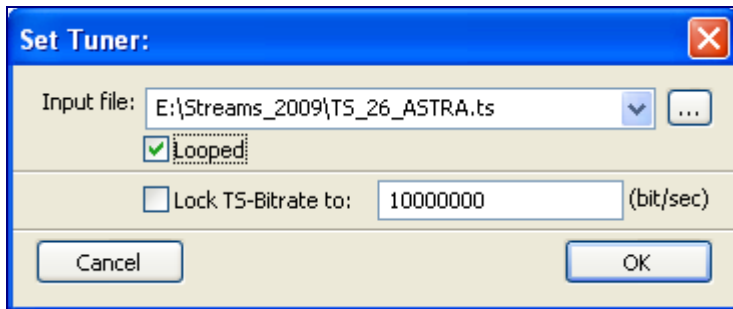 Set Tuner:
Input file: E:\Streams_2009\TS_26_ASTRA.ts ...
Looped
Lock TS-Bitrate to: 10000000 (bit/sec)
Cancel OK